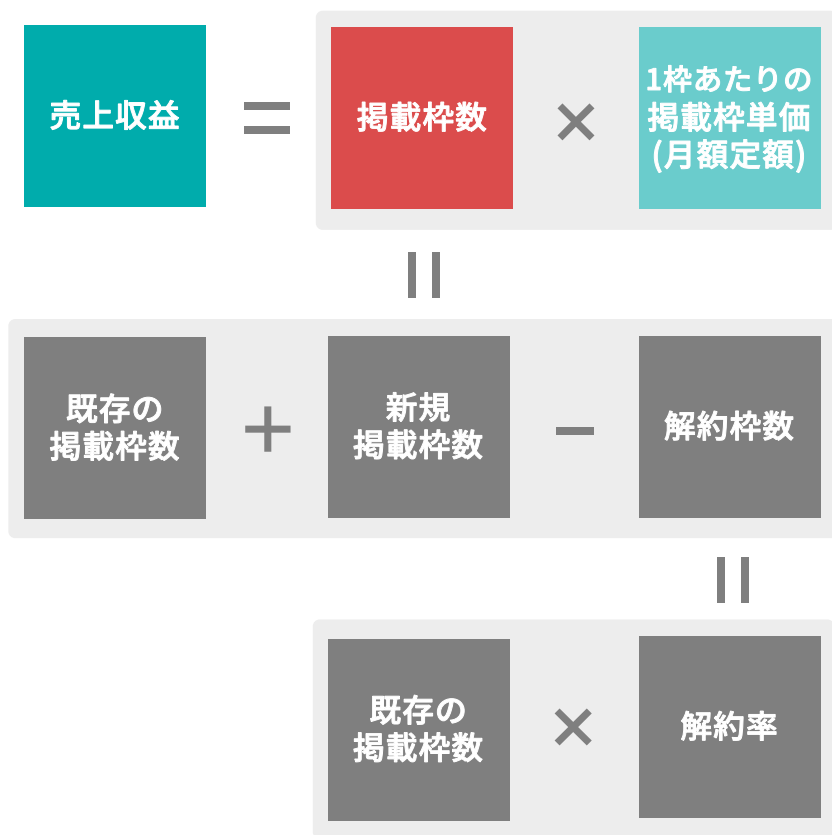 売上収益
＝
掲載枠数
×
1枠あたりの
掲載枠単価
(月額定額)
＝
既存の
掲載枠数
＋
新規
掲載枠数
－
解約枠数
＝
既存の
掲載枠数
×
解約率